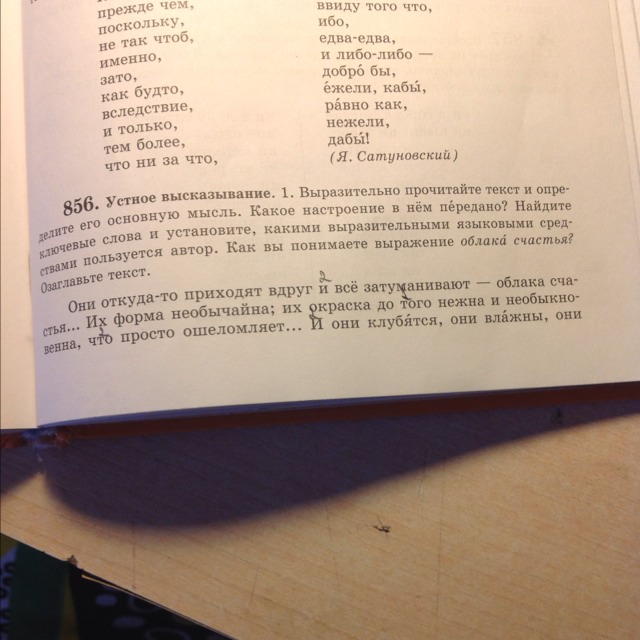 прежде чем,
поскольку,
не так чтоб,
именно,
зато,
как будто,
вследствие,
и только,
тем более,
что ни за что,
ввиду того что,
ибо,
едва-едва,
и либо-либо —
добро́ бы,
е́жели, кабы́,
ра́вно как,
нежели,
дабы́!
(Я. Сатуновский)
856. Устное высказывание. 1. Выразительно прочитайте текст и опре-
делите его основную мысль. Какое настроение в нём пе́редано? Найдите
ключевые слова и установите, какими выразительными языковыми сред-
ствами пользуется автор. Как вы понимаете выражение облака́ счастья?
Озаглавьте текст.
Они откуда-то приходят вдруг и всё затуманивают — облака сча-
стья... Их форма необычайна; их окраска до того нежна и необыкно-
венна, что просто ошеломляет... И они клубя́тся, они вла́жны, они